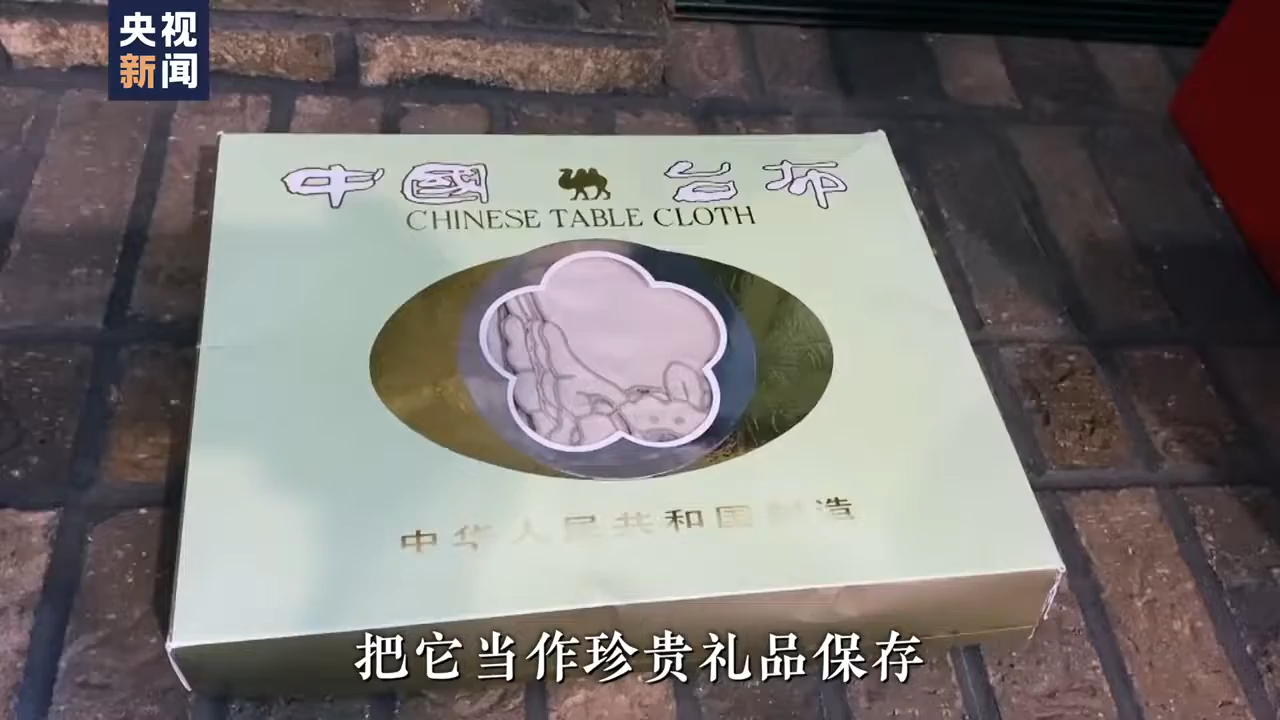 央视
新闻
中國 台布
CHINESE TABLE CLOTH
中华人民共和国制造
把它当作珍贵礼品保存